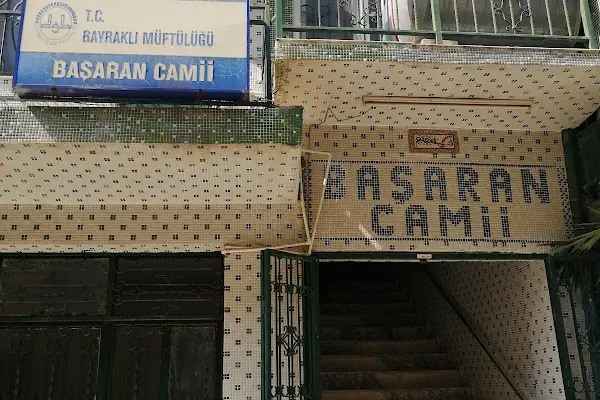 T.C.
BAYRAKLI MÜFTÜLÜĞÜ
BAŞARAN CAMİİ
BAŞARAN
CAMİİ